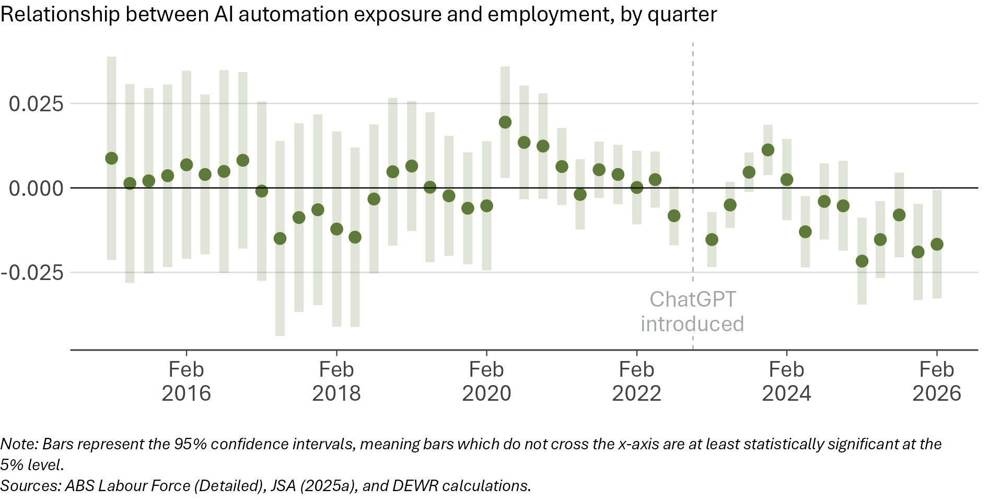 Relationship between AI automation exposure and employment, by quarter
0.025
0.000
-0.025
ChatGPT
introduced
Feb
2016
Feb
2018
Feb
2020
Feb
2022
Feb
2024
Feb
2026
Note: Bars represent the 95% confidence intervals, meaning bars which do not cross the x-axis are at least statistically significant at the
5% level.
Sources: ABS Labour Force (Detailed), JSA (2025a), and DEWR calculations.